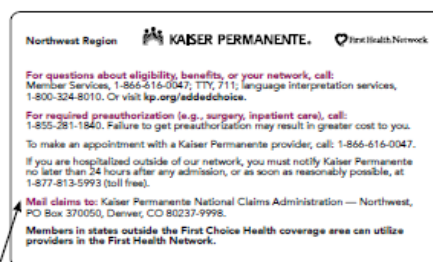 Northwest Region KAISER PERMANENTE® First Health Network
For questions about eligibility, benefits, or your network, call:
Member Services, 1-866-616-0047; TTY, 711; language interpretation services,
1-800-324-8010. Or visit kp.org/addedchoice.
For required preauthorization (e.g., surgery, inpatient care), call:
1-855-281-1840. Failure to get preauthorization may result in greater cost to you.
To make an appointment with a Kaiser Permanente provider, call: 1-866-616-0047.
If you are hospitalized outside of our network, you must notify Kaiser Permanente
no later than 24 hours after any admission, or as soon as reasonably possible, at
1-877-813-5993 (toll free).
Mail claims to: Kaiser Permanente National Claims Administration — Northwest,
PO Box 370050, Denver, CO 80237-9998.
Members in states outside the First Choice Health coverage area can utilize
providers in the First Health Network.